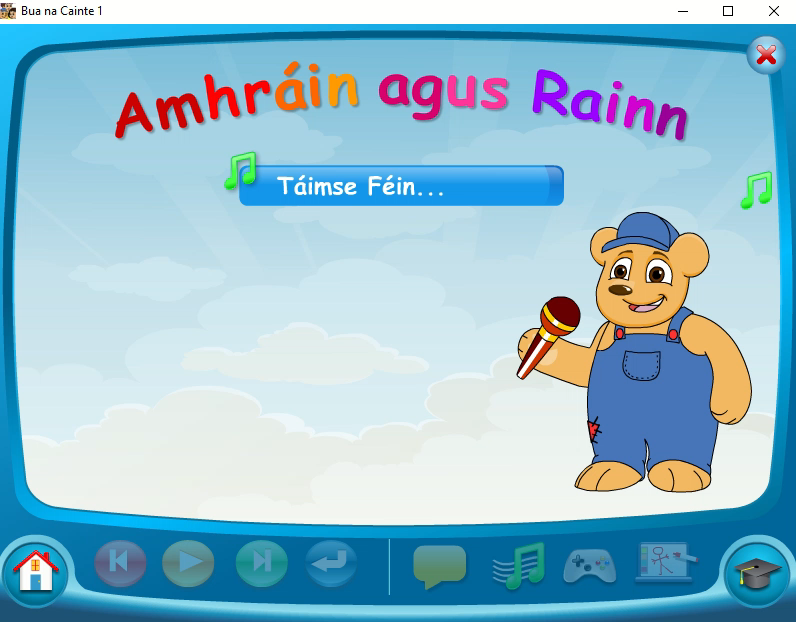 Bua na Cainte 1
Amhráin agus Rainn
Táimse Féin...